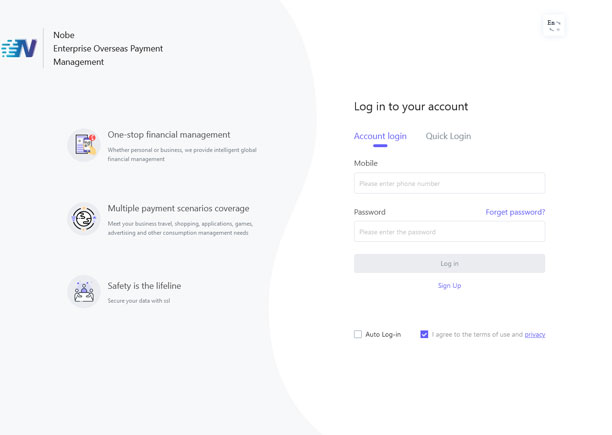 Nobe
Enterprise Overseas Payment
Management
En
One-stop financial management
Whether personal or business, we provide intelligent global
financial management
Multiple payment scenarios coverage
Meet your business travel, shopping, applications, games,
advertising and other consumption management needs
Safety is the lifeline
Secure your data with ssl
Log in to your account
Account login Quick Login
Mobile
Please enter phone number
Password Forget password?
Please enter the password
Log in
Sign Up
Auto Log-in I agree to the terms of use and privacy